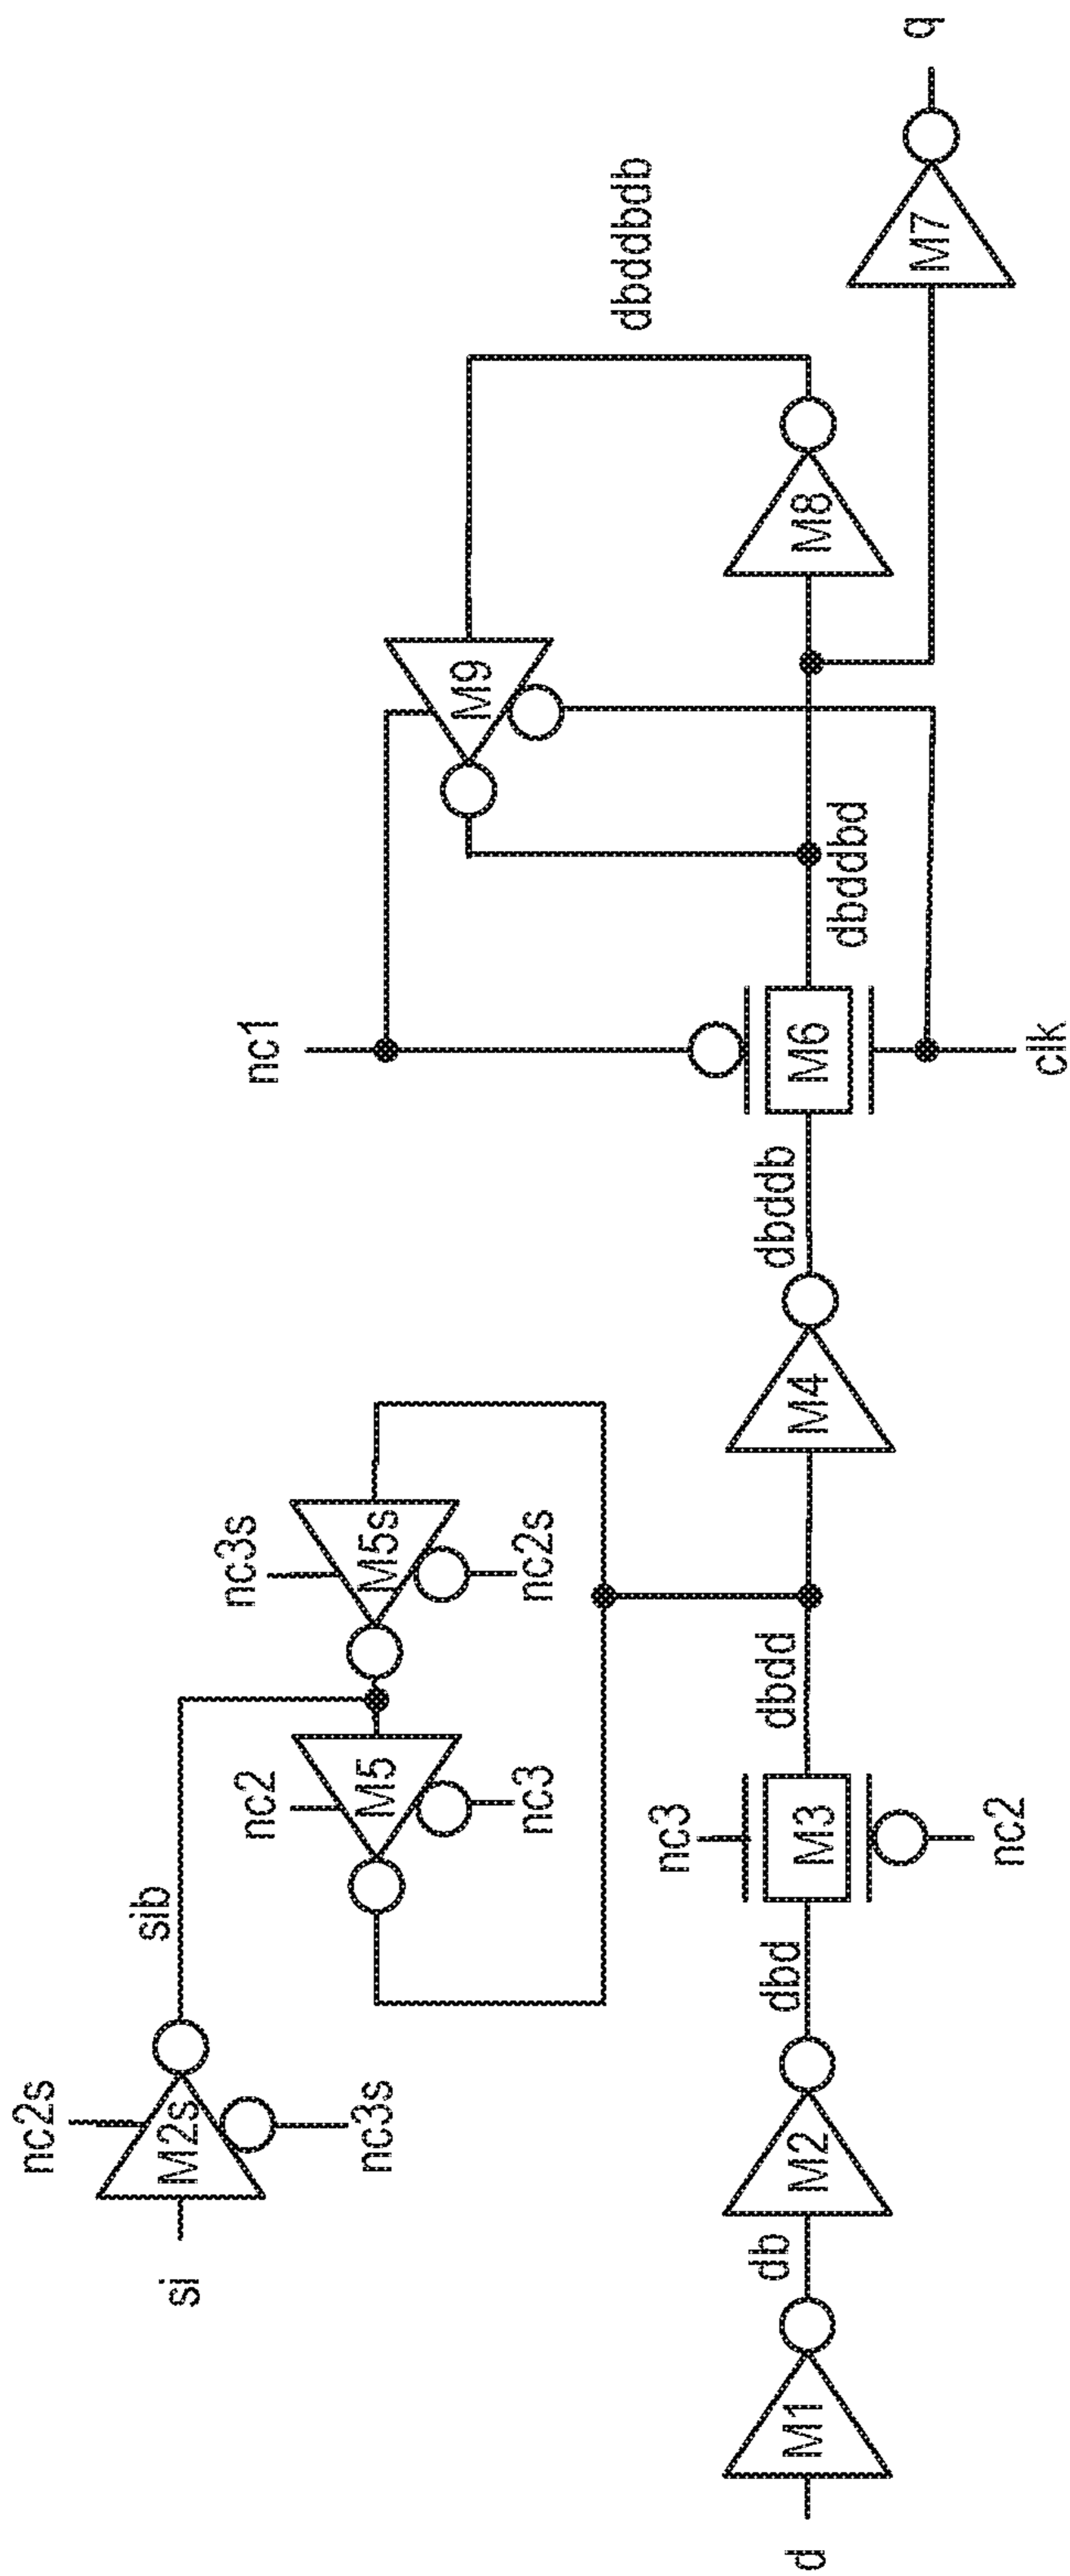 nc2s
si
M2s
sib
nc3s
nc2
M5
nc3
nc3s
M5s
nc2s
d
M1
db
M2
dbd
nc3
M3
nc2
dbdd
M4
dbddb
nc1
M6
clk
dbddbd
M9
M8
dbddbdb
M7
q